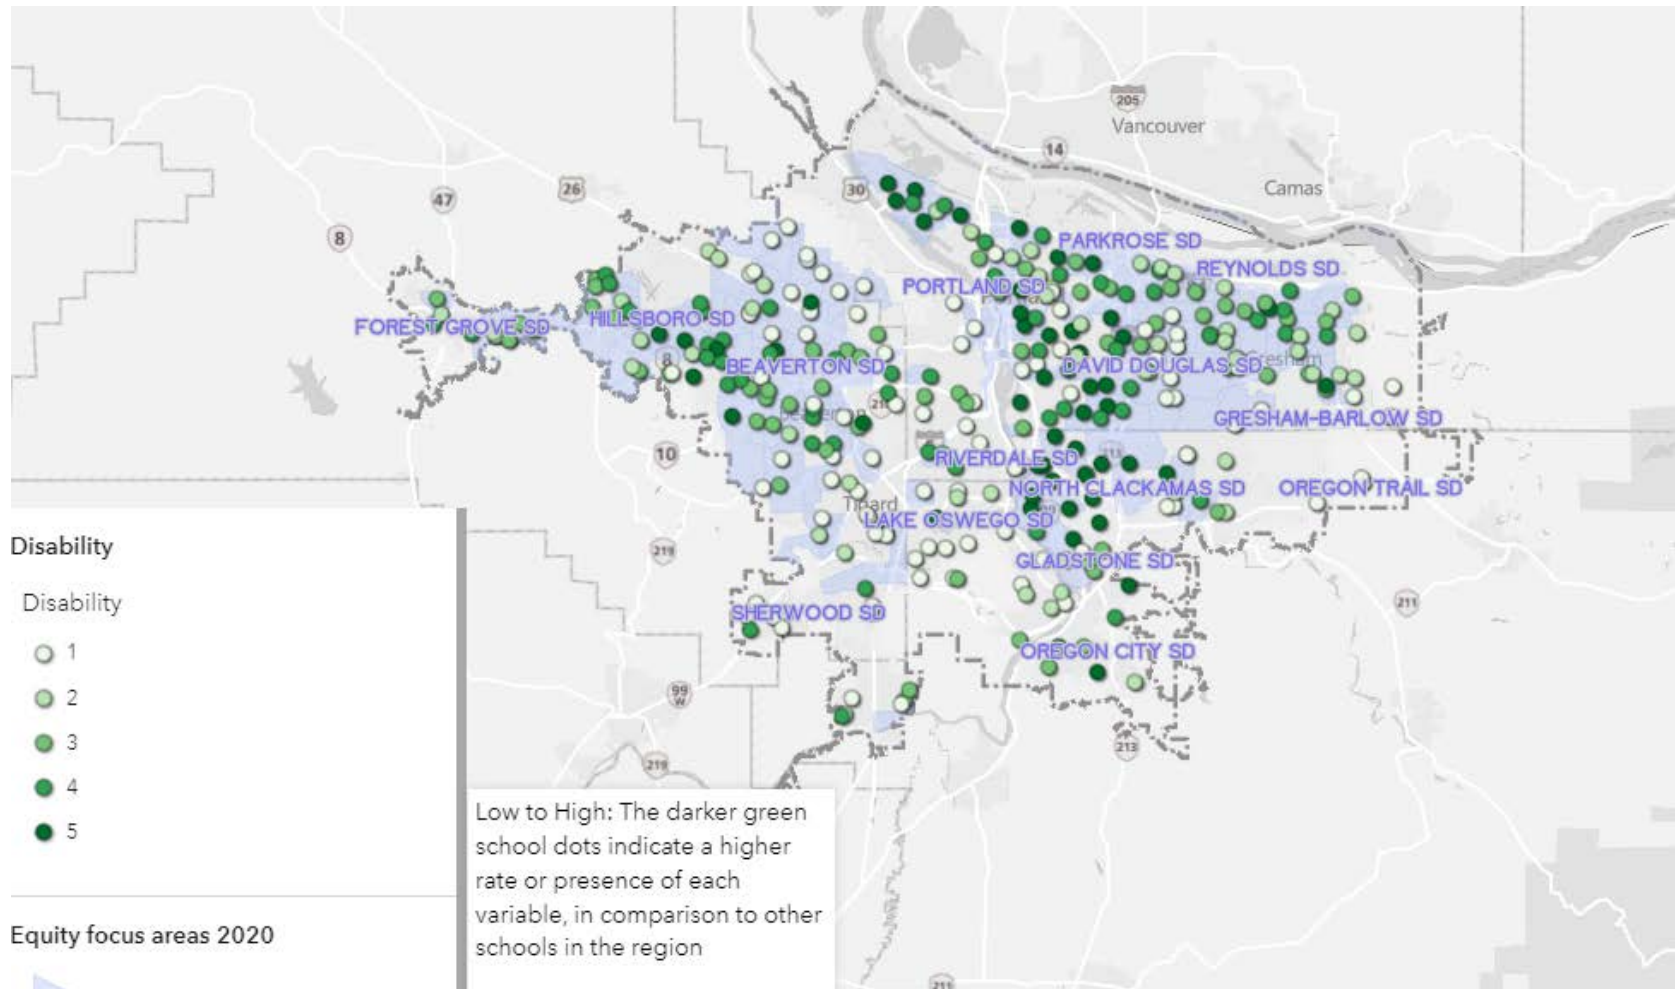 205
Vancouver
14
Camas
30
26
47
8
PARKROSE SD
REYNOLDS SD
PORTLAND SD
HILLSBORO SD
FOREST GROVE SD
8
BEAVERTON SD
DAVID DOUGLAS SD
Gresham
GRESHAM-BARLOW SD
10
RIVERDALE SD
NORTH CLACKAMAS SD
OREGON TRAIL SD
Tigard
LAKE OSWEGO SD
219
GLADSTONE SD
211
SHERWOOD SD
OREGON CITY SD
99
W
213
219
211
Disability
Disability
1
2
3
4
5
Equity focus areas 2020
Low to High: The darker green
school dots indicate a higher
rate or presence of each
variable, in comparison to other
schools in the region